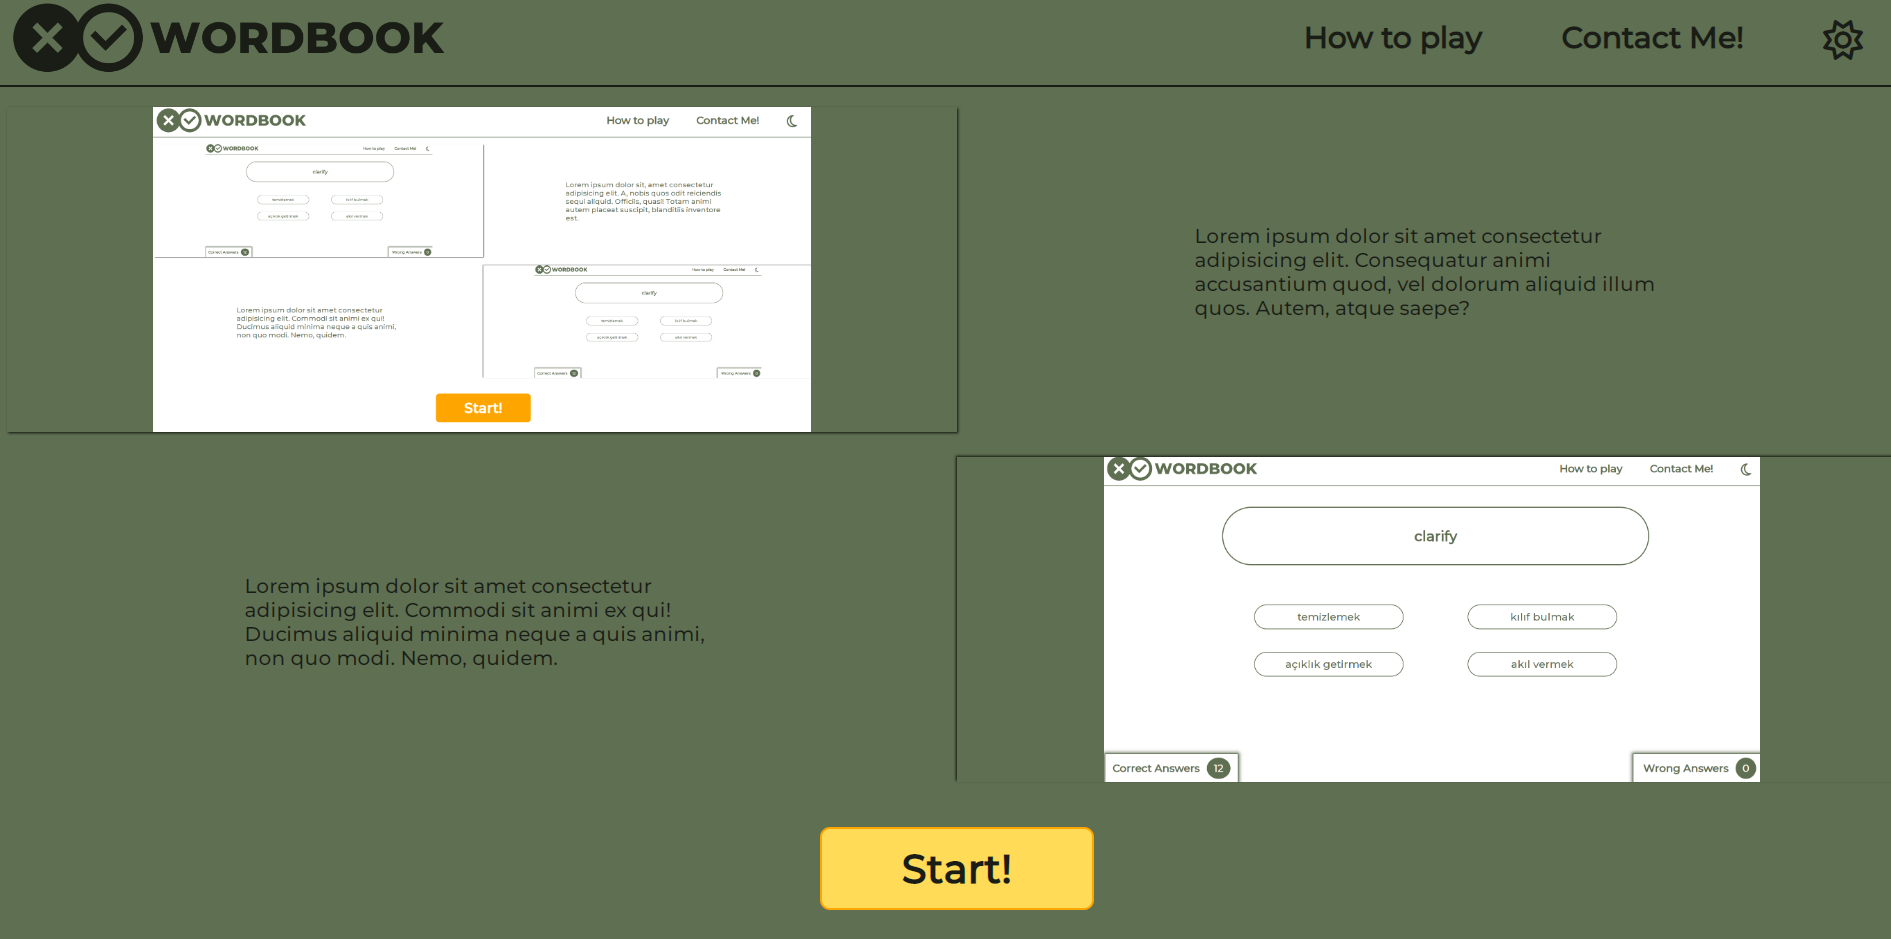 WORDBOOK
How to play
Contact Me!
WORDBOOK
How to play
Contact Me!
WORDBOOK
How to play
Contact Me!
clarify
temizlemek
kılıf bulmak
açıklık getirmek
akıl vermek
Correct Answers
Wrong Answers
Lorem ipsum dolor sit, amet consectetur
adipisicing elit. A, nobis quos odit reiciendis
sequi aliquid. Officiis, quasi! Totam animi
autem placeat suscipit, blanditiis inventore
est.
Lorem ipsum dolor sit amet consectetur
adipisicing elit. Commodi sit animi ex qui!
Ducimus aliquid minima neque a quis animi,
non quo modi. Nemo, quidem.
WORDBOOK
How to play
Contact Me!
clarify
temizlemek
kılıf bulmak
açıklık getirmek
akıl vermek
Correct Answers
Wrong Answers
Start!
Lorem ipsum dolor sit amet consectetur
adipisicing elit. Consequatur animi
accusantium quod, vel dolorum aliquid illum
quos. Autem, atque saepe?
Lorem ipsum dolor sit amet consectetur
adipisicing elit. Commodi sit animi ex qui!
Ducimus aliquid minima neque a quis animi,
non quo modi. Nemo, quidem.
WORDBOOK
How to play
Contact Me!
clarify
temizlemek
kılıf bulmak
açıklık getirmek
akıl vermek
Correct Answers 12
Wrong Answers 0
Start!